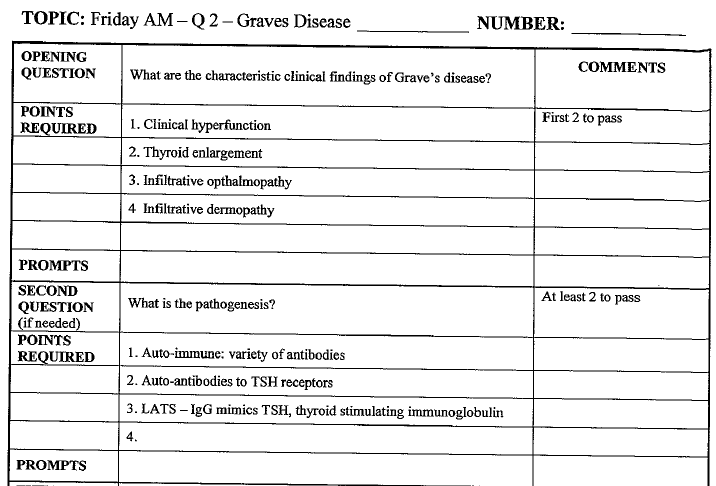 TOPIC: Friday AM – Q 2 – Graves Disease NUMBER:
OPENING QUESTION
What are the characteristic clinical findings of Grave's disease?
COMMENTS
POINTS REQUIRED
1. Clinical hyperfunction
First 2 to pass
2. Thyroid enlargement
3. Infiltrative opthalmopathy
4 Infiltrative dermopathy
PROMPTS
SECOND QUESTION (if needed)
What is the pathogenesis?
At least 2 to pass
POINTS REQUIRED
1. Auto-immune: variety of antibodies
2. Auto-antibodies to TSH receptors
3. LATS – IgG mimics TSH, thyroid stimulating immunoglobulin
4.
PROMPTS